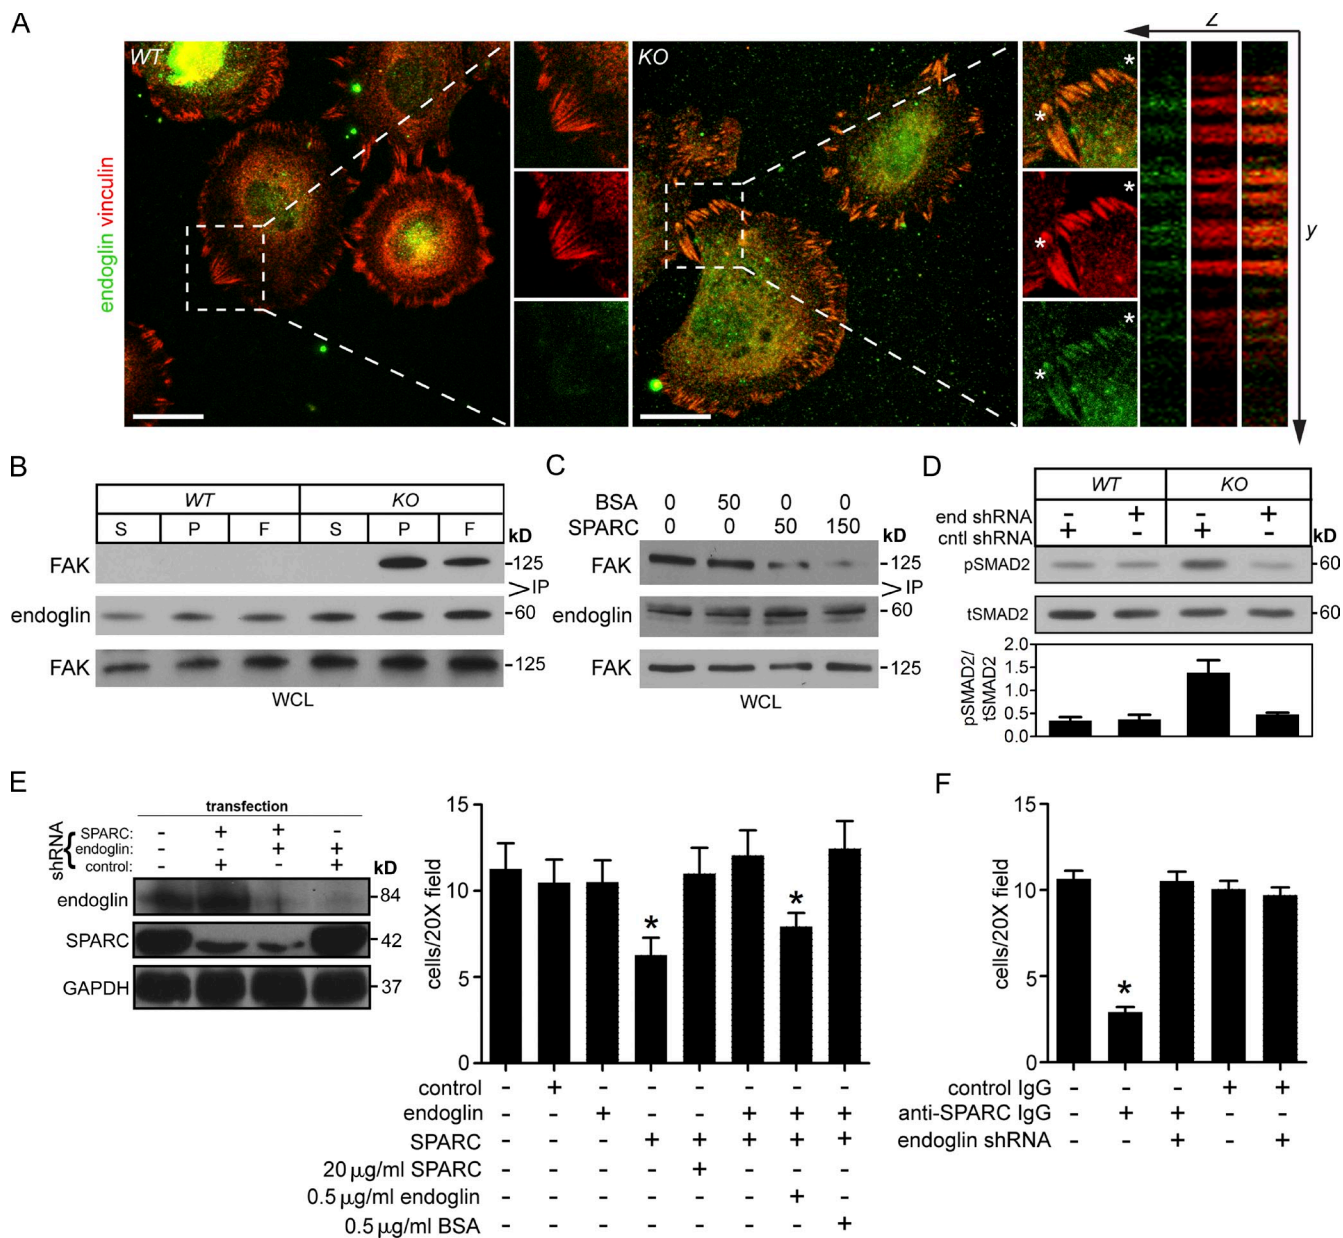 A
WT
KO
*
*
*
*
*
*
Z
y
endoglin vinculin
B
WT KO
S P F S P F kD
FAK -125
>IP
endoglin -60
FAK -125
WCL
C
BSA 0 50 0 0
SPARC 0 0 50 150
kD
FAK -125
>IP
endoglin -60
FAK -125
WCL
D
WT KO
end shRNA - + - +
cntl shRNA + - + - kD
pSMAD2 -60
tSMAD2 -60
pSMAD2/
tSMAD2
2.0
1.5
1.0
0.5
0.0
E
transfection
shRNA {
SPARC: - + + -
endoglin: - - + +
control: - + - + kD
endoglin -84
SPARC -42
GAPDH -37
cells/20X field
15
10
5
0
* *
control - + - - - - - -
endoglin - - + - - + + +
SPARC - - - + + + + +
20 µg/ml SPARC - - - - + - - -
0.5 µg/ml endoglin - - - - - - + -
0.5 µg/ml BSA - - - - - - - +
F
cells/20X field
15
10
5
0
*
control IgG - - - + +
anti-SPARC IgG - + + - -
endoglin shRNA - - + - +